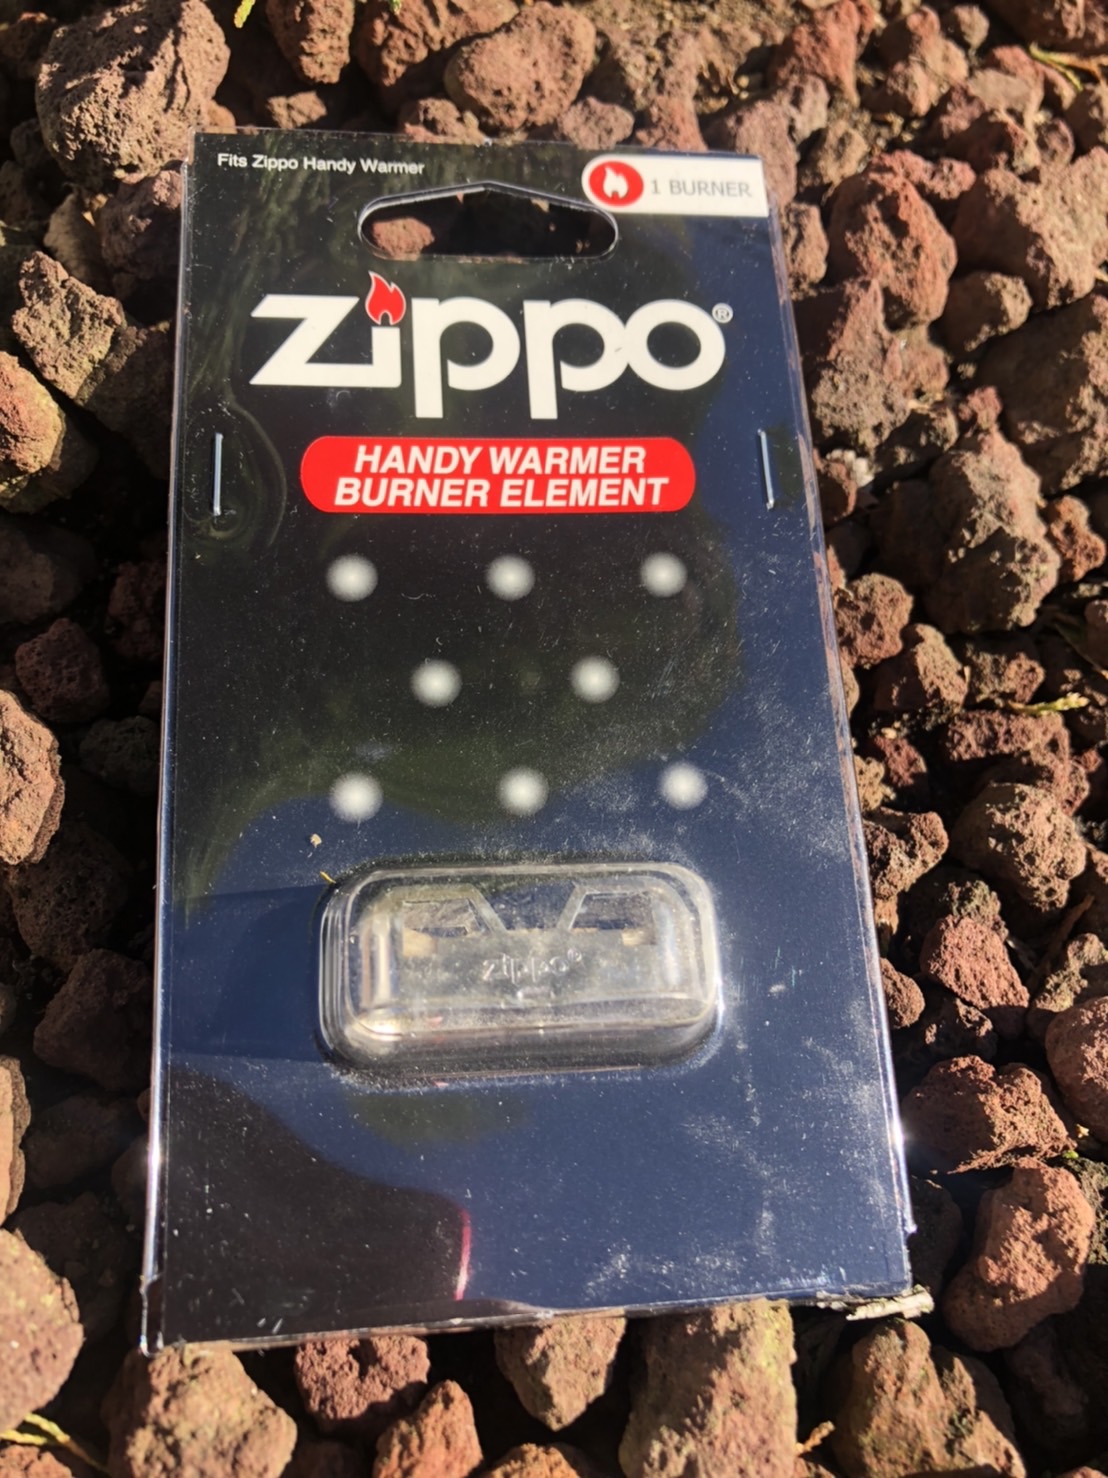 Fits Zippo Handy Warmer
1 BURNER
zippo®
HANDY WARMER
BURNER ELEMENT
zippo®